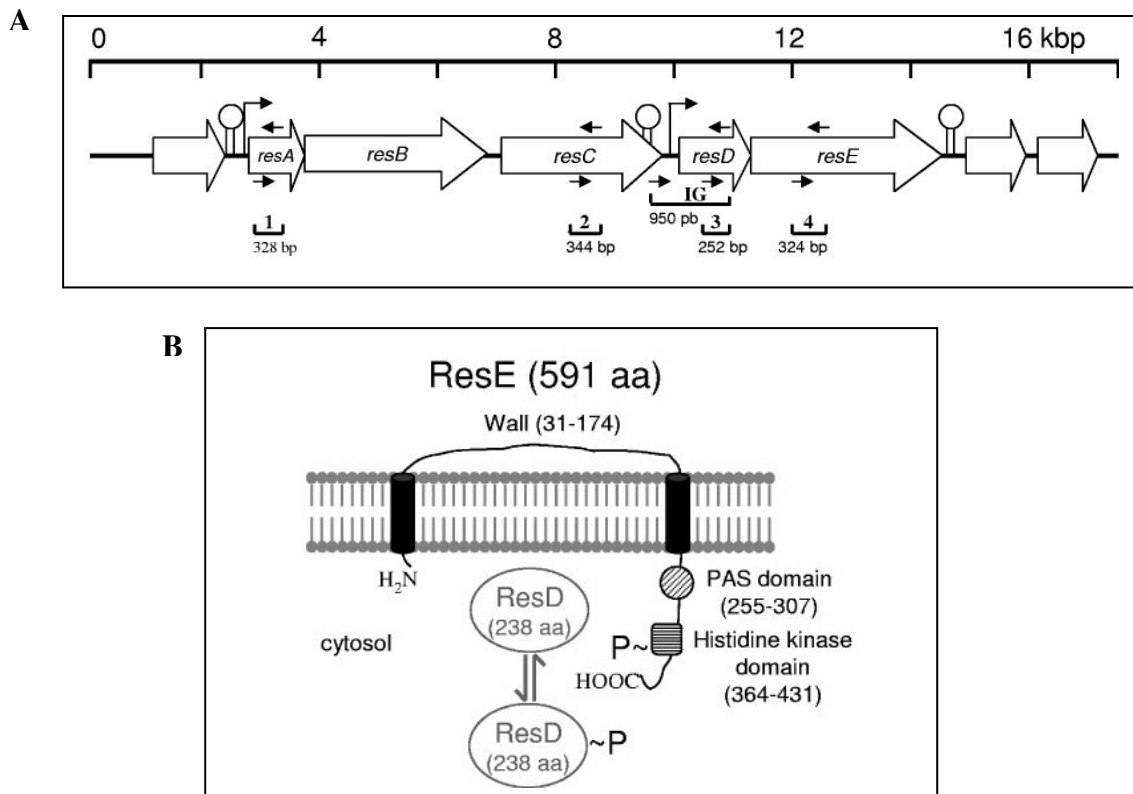 A
0 4 8 12 16 kbp
resA resB resC resD resE
IG
950 pb
1 2 3 4
328 bp 344 bp 252 bp 324 bp
B
ResE (591 aa)
Wall (31-174)
H₂N
PAS domain
(255-307)
ResD
(238 aa)
cytosol
P~
Histidine kinase
domain
(364-431)
HOOC
ResD
(238 aa)
~P